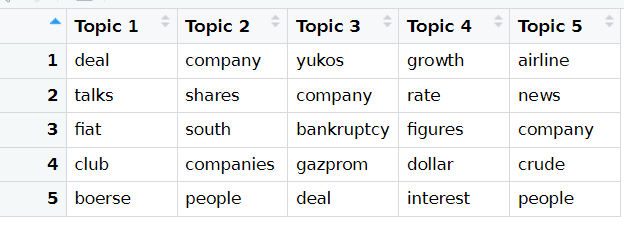 Topic 1 Topic 2 Topic 3 Topic 4 Topic 5
1 deal company yukos growth airline
2 talks shares company rate news
3 fiat south bankruptcy figures company
4 club companies gazprom dollar crude
5 boerse people deal interest people